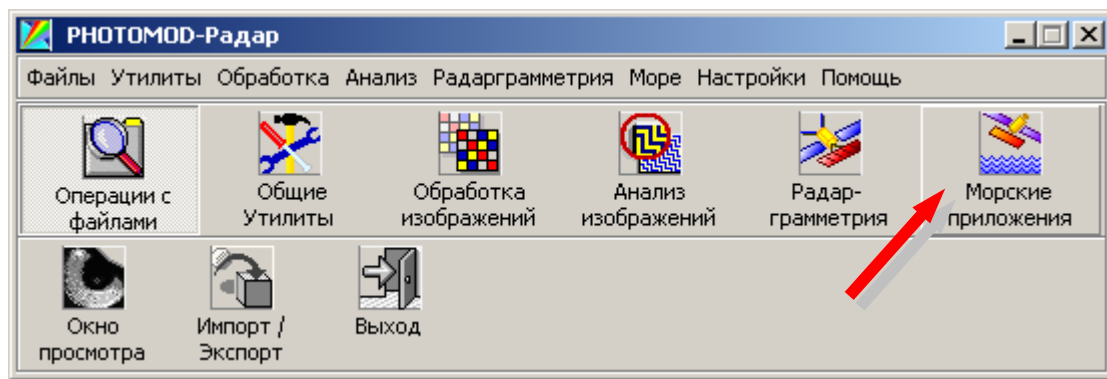 PHOTOMOD-Радар
Файлы Утилиты Обработка Анализ Радарграмметрия Море Настройки Помощь
Операции с
файлами
Общие
Утилиты
Обработка
изображений
Анализ
изображений
Радар-
грамметрия
Морские
приложения
Окно
просмотра
Импорт /
Экспорт
Выход